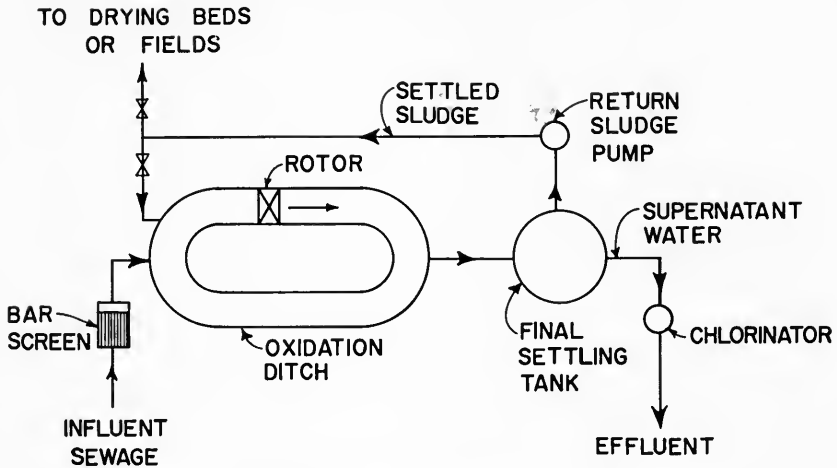 TO DRYING BEDS
OR FIELDS
SETTLED
SLUDGE
RETURN
SLUDGE
PUMP
ROTOR
SUPERNATANT
WATER
BAR
SCREEN
OXIDATION
DITCH
FINAL
SETTLING
TANK
CHLORINATOR
INFLUENT
SEWAGE
EFFLUENT